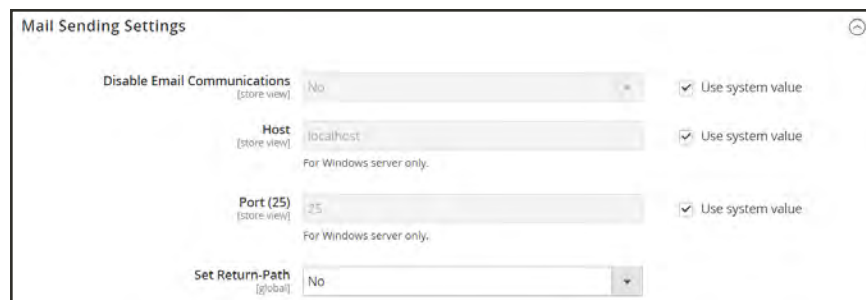 Mail Sending Settings
Disable Email Communications No Use system value
[store view]
Host localhost Use system value
[store view]
For Windows server only.
Port (25) 25 Use system value
[store view]
For Windows server only.
Set Return-Path No
[global]